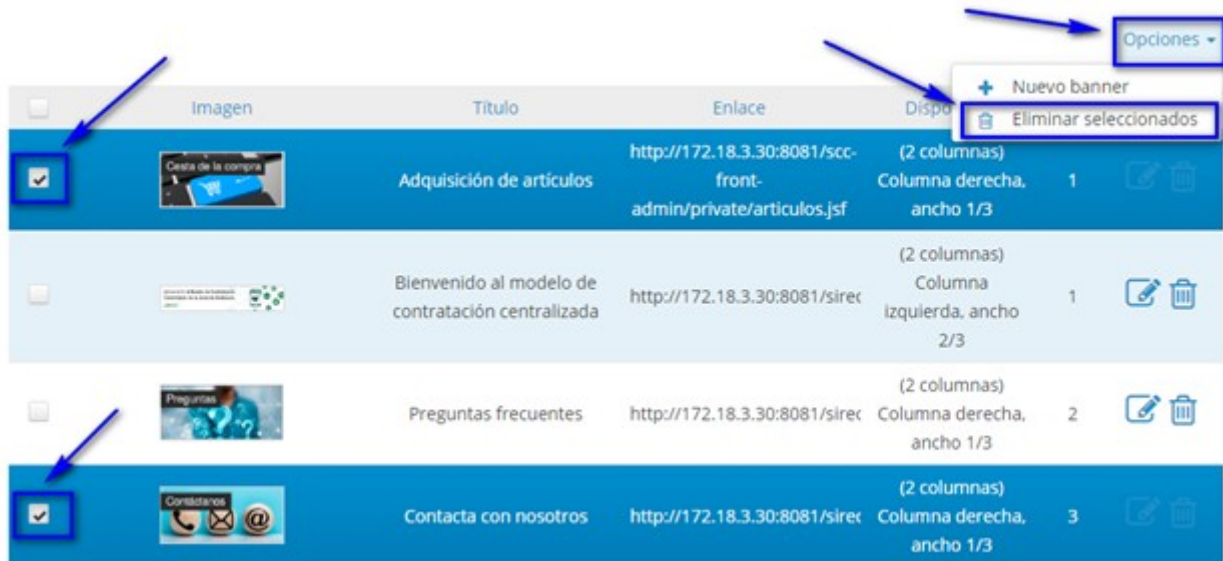 Opciones
Nuevo banner
Eliminar seleccionados
Imagen Título Enlace
Cesta de la compra
Adquisición de artículos
http://172.18.3.30:8081/scc-
front-
admin/private/articulos.jsf
(2 columnas)
Columna derecha,
ancho 1/3
1
Bienvenido al modelo de
contratación centralizada
http://172.18.3.30:8081/sirec
(2 columnas)
Columna
izquierda, ancho
2/3
1
Preguntas
Preguntas frecuentes
http://172.18.3.30:8081/sirec
(2 columnas)
Columna derecha,
ancho 1/3
2
Contáctanos
Contacta con nosotros
http://172.18.3.30:8081/sirec
(2 columnas)
Columna derecha,
ancho 1/3
3